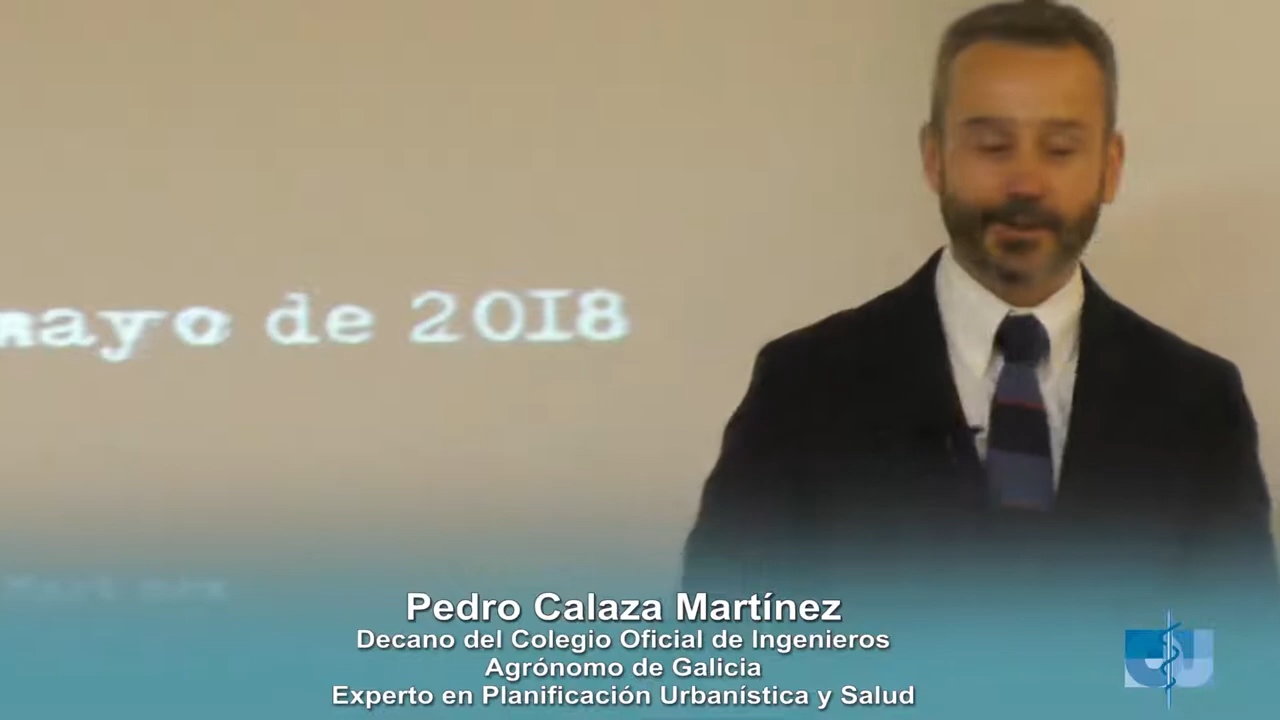 mayo de 2018
Pedro Calaza Martínez
Decano del Colegio Oficial de Ingenieros
Agrónomo de Galicia
Experto en Planificación Urbanística y Salud